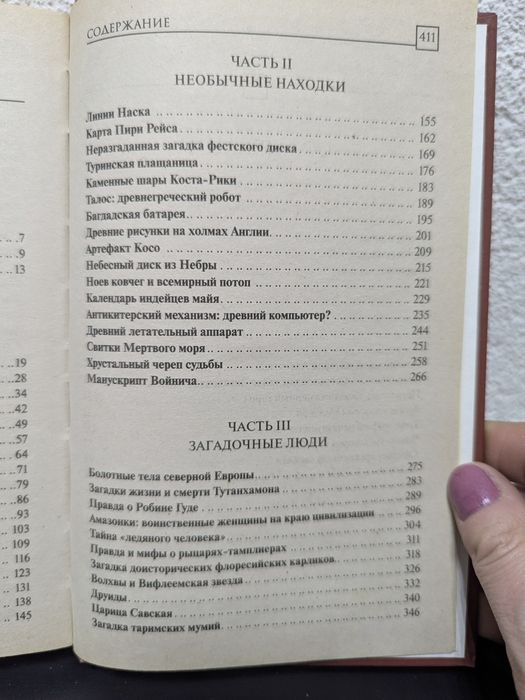 ..7
..9
.. 13
..19
.. 28
.. 34
.. 42
..49
..57
.. 64
.. 71
..79
.. 86
..93
.. 103
.. 109
.. 116
.. 123
.. 131
.. 138
.. 145
СОДЕРЖАНИЕ 411
ЧАСТЬ II
НЕОБЫЧНЫЕ НАХОДКИ
Линии Наска 155
Карта Пири Рейса 162
Неразгаданная загадка фестского диска 169
Туринская плащаница 176
Каменные шары Коста-Рики 183
Талос: древнегреческий робот 189
Багдадская батарея 195
Древние рисунки на холмах Англии 201
Артефакт Косо 209
Небесный диск из Небры 215
Ноев ковчег и всемирный потоп 221
Календарь индейцев майя 229
Антикитерский механизм: древний компьютер? 235
Древний летательный аппарат 244
Свитки Мертвого моря 251
Хрустальный череп судьбы 258
Манускрипт Войнича 266
ЧАСТЬ III
ЗАГАДОЧНЫЕ ЛЮДИ
Болотные тела северной Европы 275
Загадки жизни и смерти Тутанхамона 283
Правда о Робине Гуде 289
Амазонки: воинственные женщины на краю цивилизации 296
Тайна «ледяного человека» 304
Правда и мифы о рыцарях-тамплиерах 311
Загадка доисторических флоресийских карликов 318
Волхвы и Вифлеемская звезда 326
Друиды 332
Царица Савская 340
Загадка таримских мумий 346